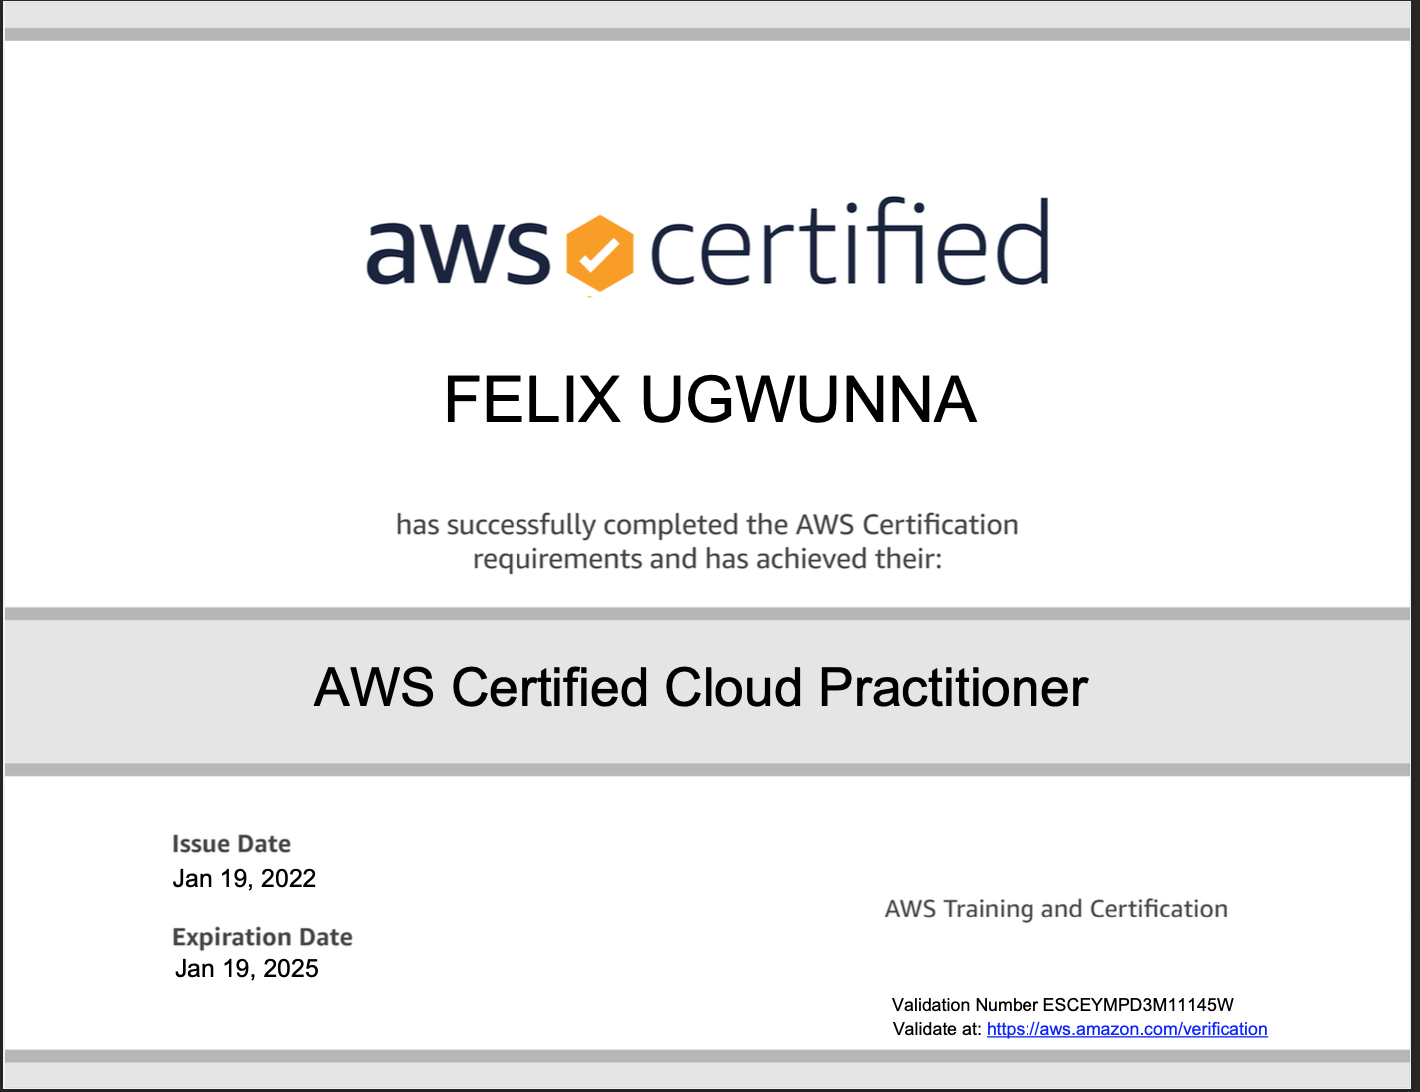 aws certified
FELIX UGWUNNA
has successfully completed the AWS Certification
requirements and has achieved their:
AWS Certified Cloud Practitioner
Issue Date
Jan 19, 2022
Expiration Date
Jan 19, 2025
AWS Training and Certification
Validation Number ESCEYMPD3M11145W
Validate at: https://aws.amazon.com/verification